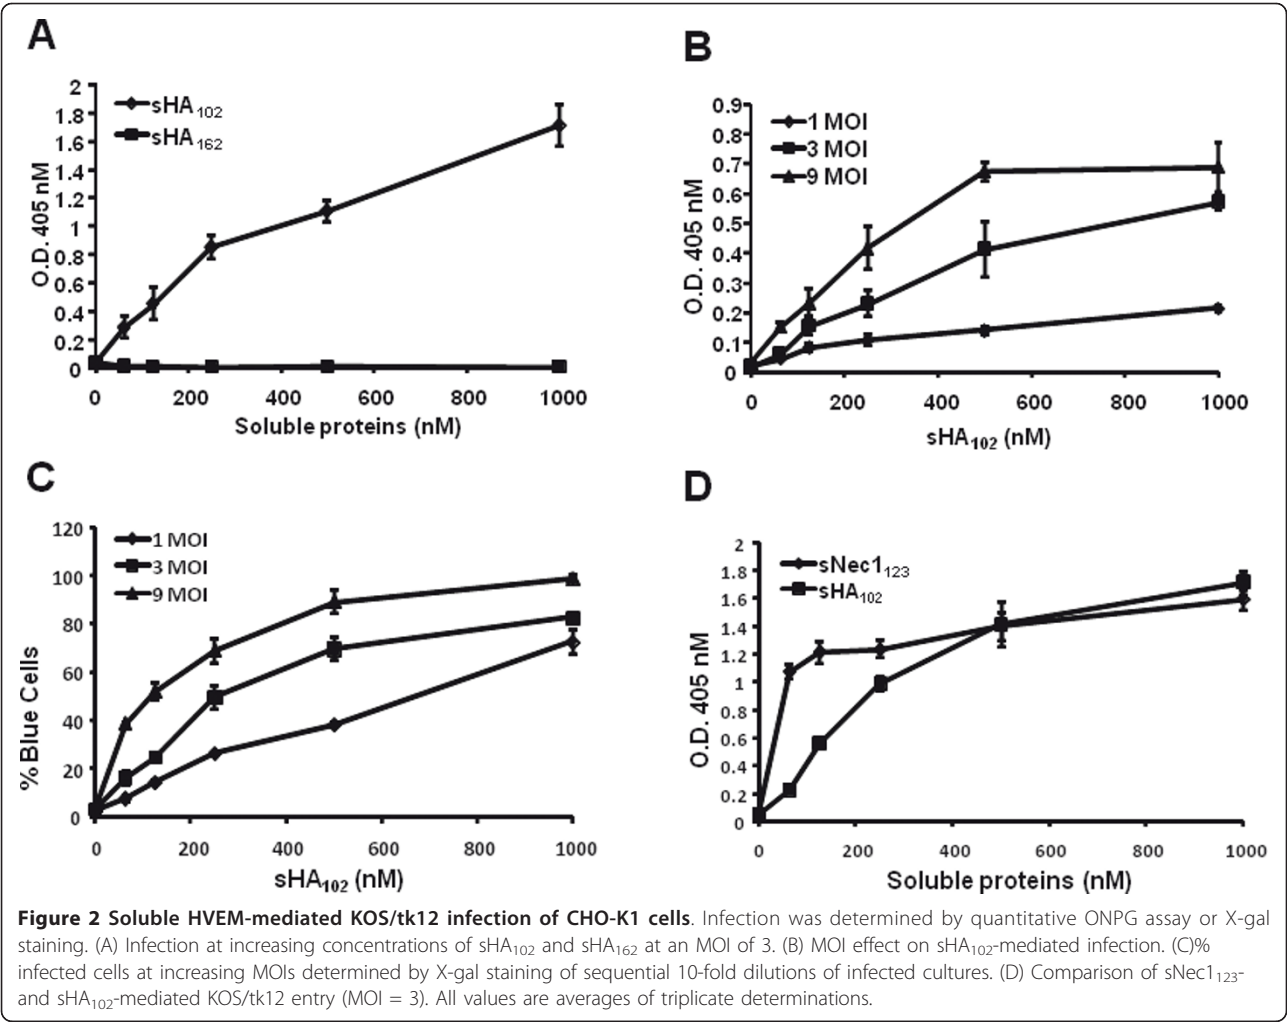 A
2
1.8
1.6
1.4
1.2
1
0.8
0.6
0.4
0.2
0
O.D. 405 nM
sHA102
sHA162
0 200 400 600 800 1000
Soluble proteins (nM)
B
0.9
0.8
0.7
0.6
0.5
0.4
0.3
0.2
0.1
0
O.D. 405 nM
1 MOI
3 MOI
9 MOI
0 200 400 600 800 1000
sHA102 (nM)
C
120
100
80
60
40
20
0
% Blue Cells
1 MOI
3 MOI
9 MOI
0 200 400 600 800 1000
sHA102 (nM)
D
2
1.8
1.6
1.4
1.2
1
0.8
0.6
0.4
0.2
0
O.D. 405 nM
sNec1123
sHA102
0 200 400 600 800 1000
Soluble proteins (nM)
Figure 2 Soluble HVEM-mediated KOS/tk12 infection of CHO-K1 cells. Infection was determined by quantitative ONPG assay or X-gal
staining. (A) Infection at increasing concentrations of sHA102 and sHA162 at an MOI of 3. (B) MOI effect on sHA102-mediated infection. (C)%
infected cells at increasing MOIs determined by X-gal staining of sequential 10-fold dilutions of infected cultures. (D) Comparison of sNec1123-
and sHA102-mediated KOS/tk12 entry (MOI = 3). All values are averages of triplicate determinations.